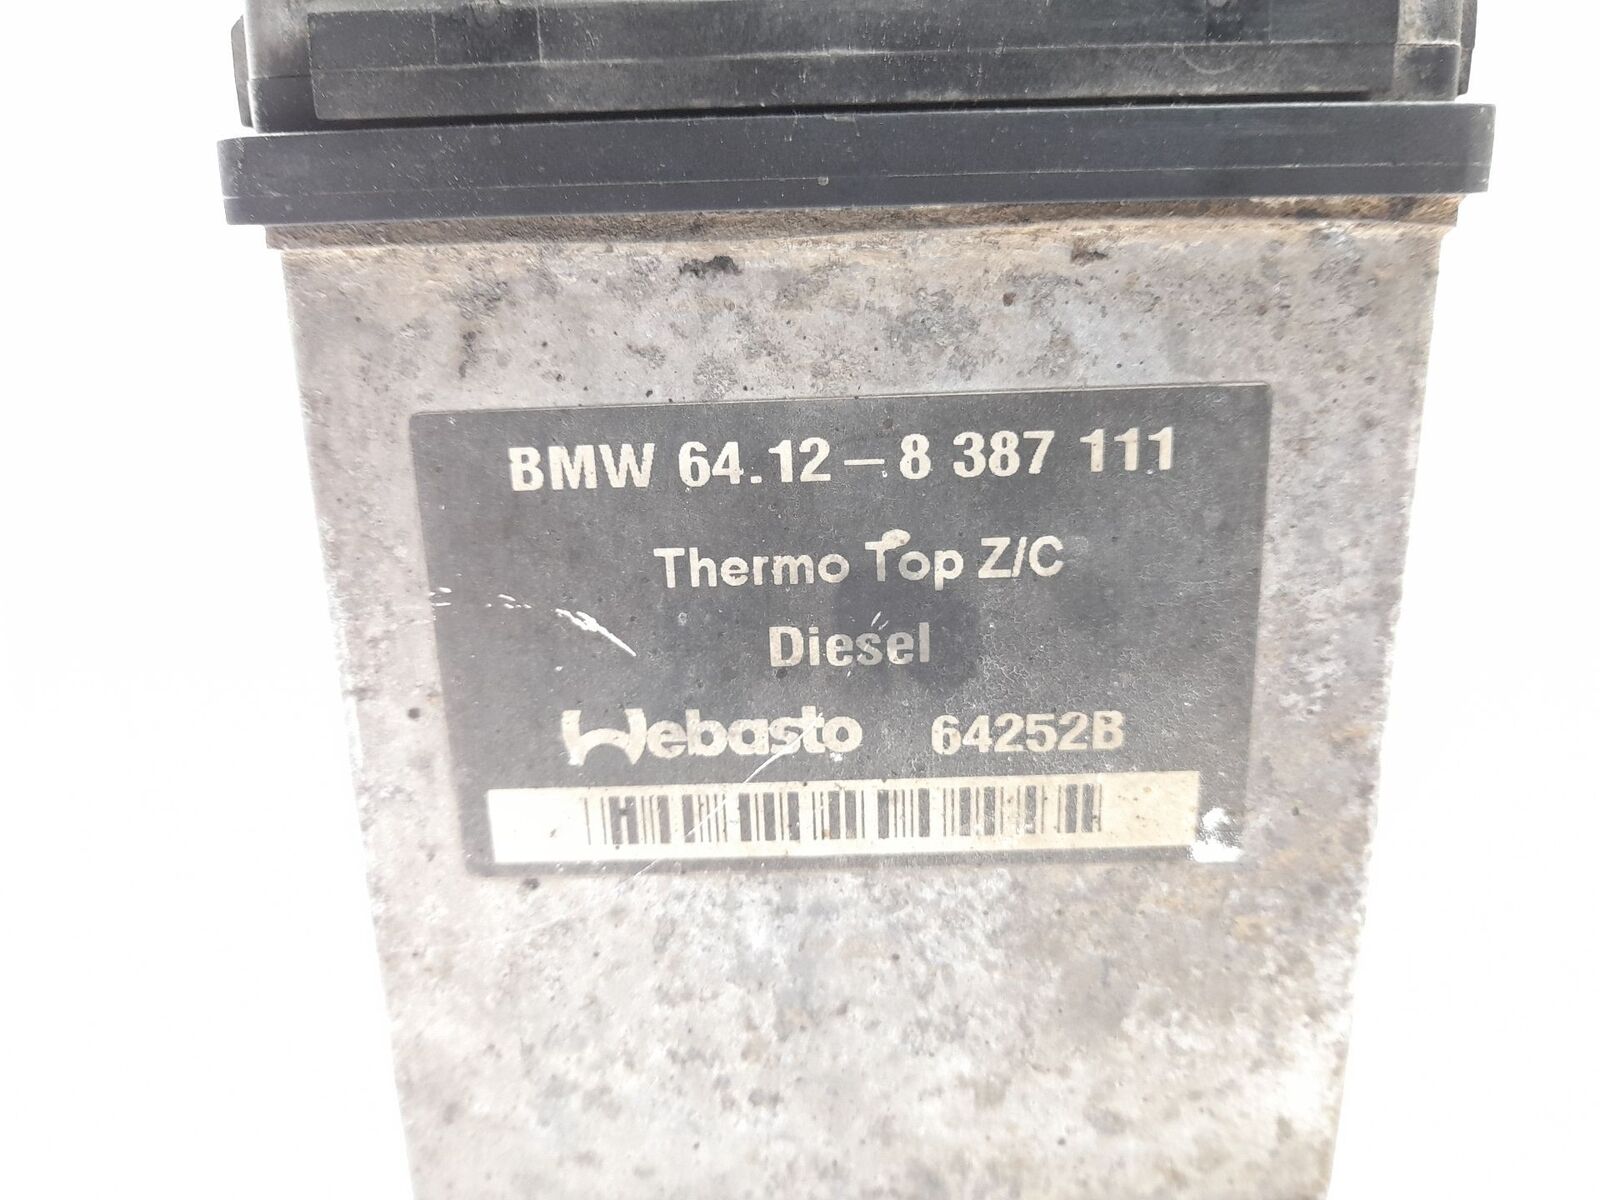 BMW 64.12-8 387 111
Thermo Top Z/C
Diesel
Webasto 64252B